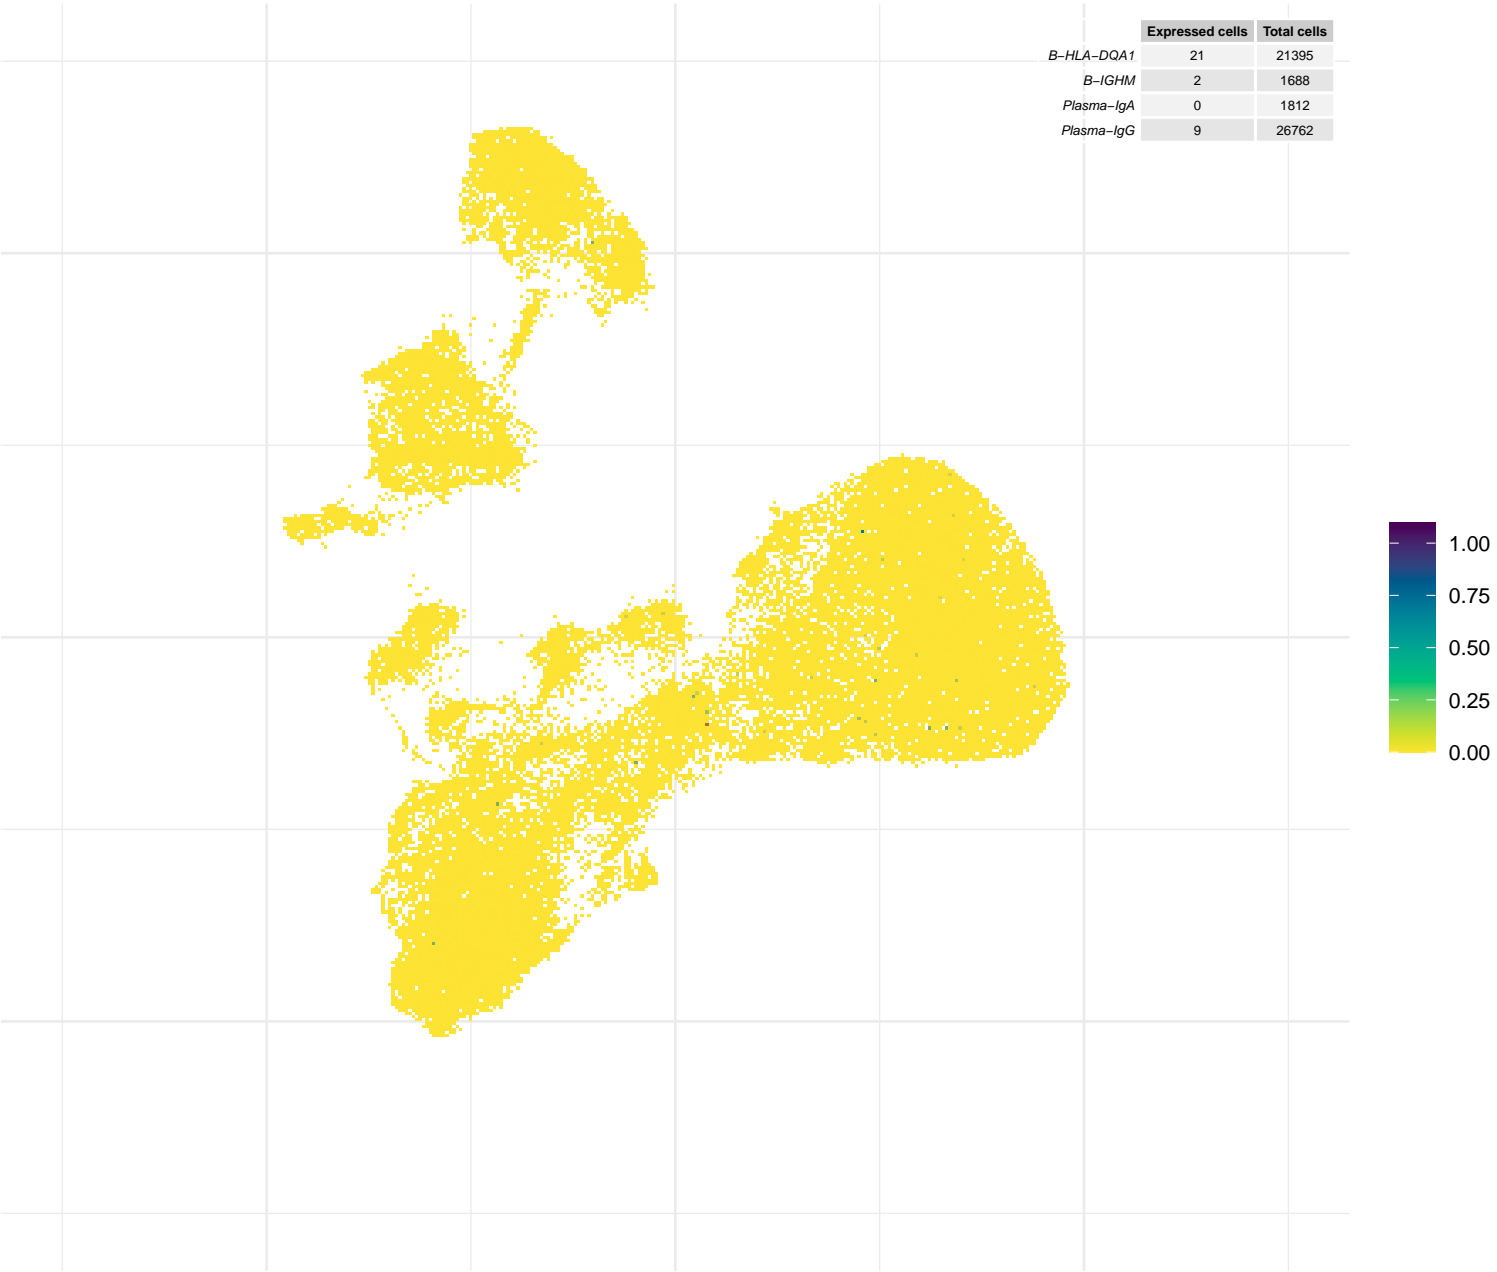 Expressed cells Total cells
B−HLA−DQA1 21 21395
B−IGHM 2 1688
Plasma−IgA 0 1812
Plasma−IgG 9 26762
1.00
0.75
0.50
0.25
0.00